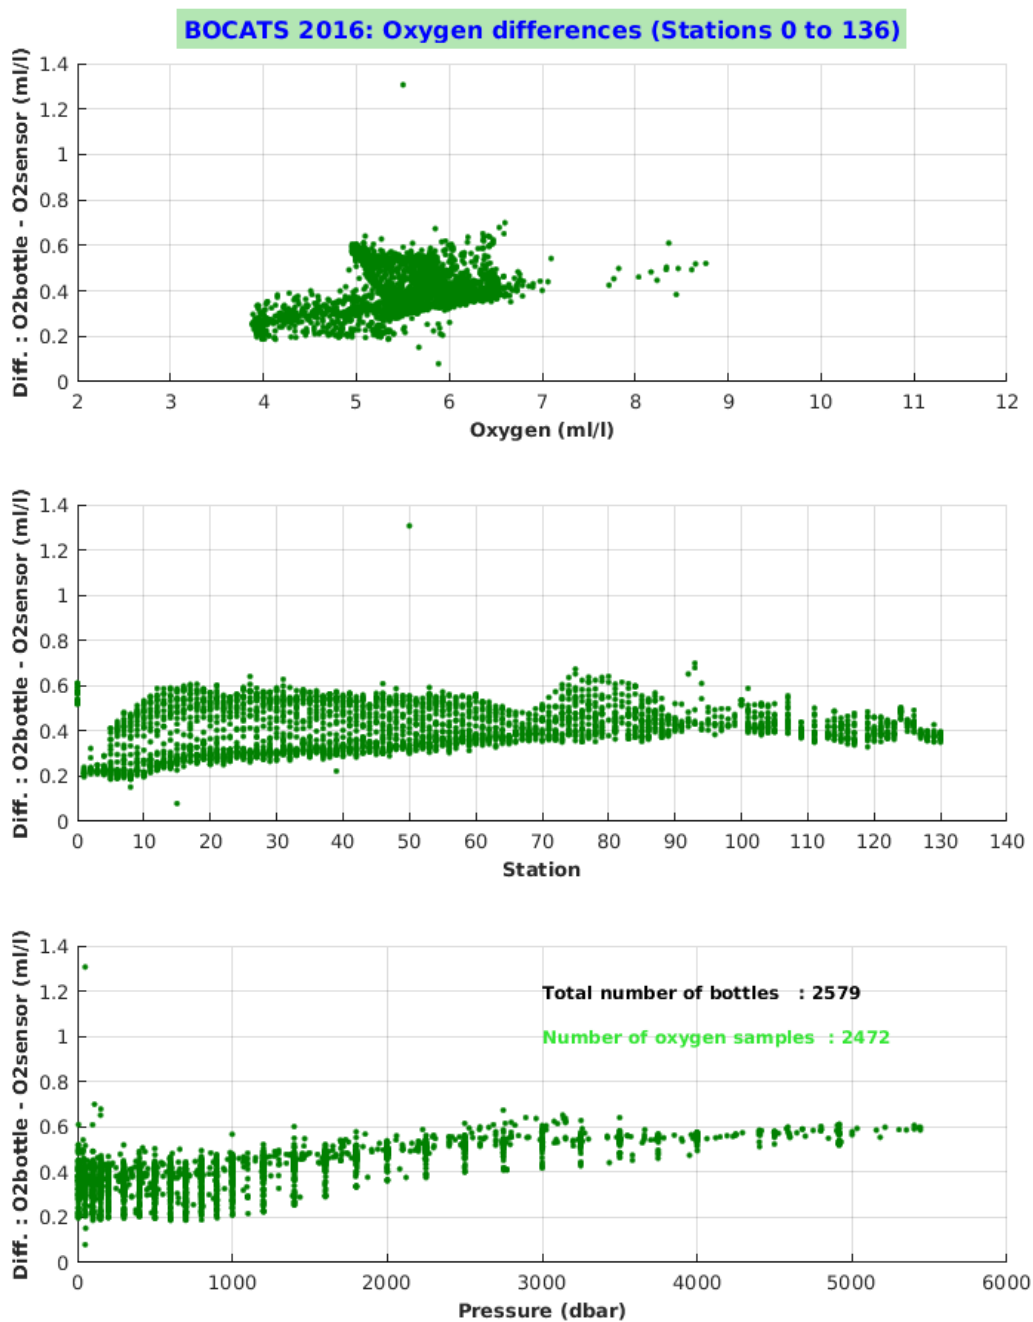 BOCATS 2016: Oxygen differences (Stations 0 to 136)
Diff. : O2bottle - O2sensor (ml/l)
1.4
1.2
1
0.8
0.6
0.4
0.2
0
2 3 4 5 6 7 8 9 10 11 12
Oxygen (ml/l)
Diff. : O2bottle - O2sensor (ml/l)
1.4
1.2
1
0.8
0.6
0.4
0.2
0
0 10 20 30 40 50 60 70 80 90 100 110 120 130 140
Station
Diff. : O2bottle - O2sensor (ml/l)
1.4
1.2
1
0.8
0.6
0.4
0.2
0
Total number of bottles : 2579
Number of oxygen samples : 2472
0 1000 2000 3000 4000 5000 6000
Pressure (dbar)